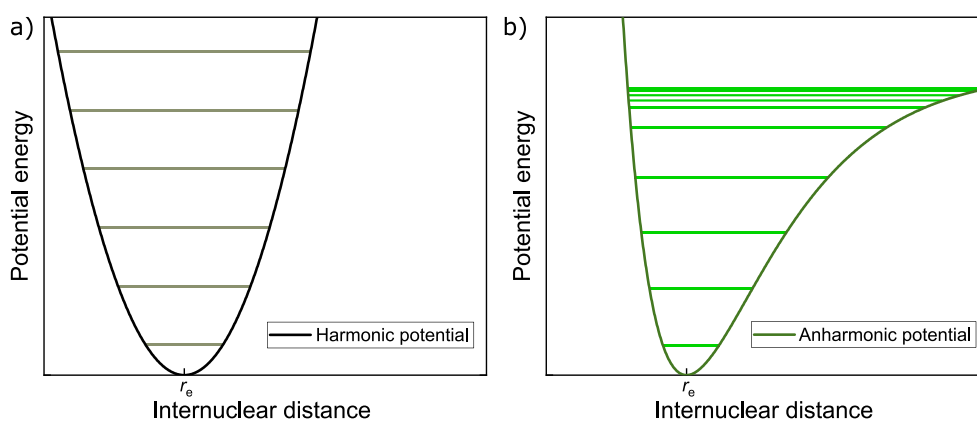 a)
Potential energy
Harmonic potential
re
Internuclear distance
b)
Potential energy
Anharmonic potential
re
Internuclear distance